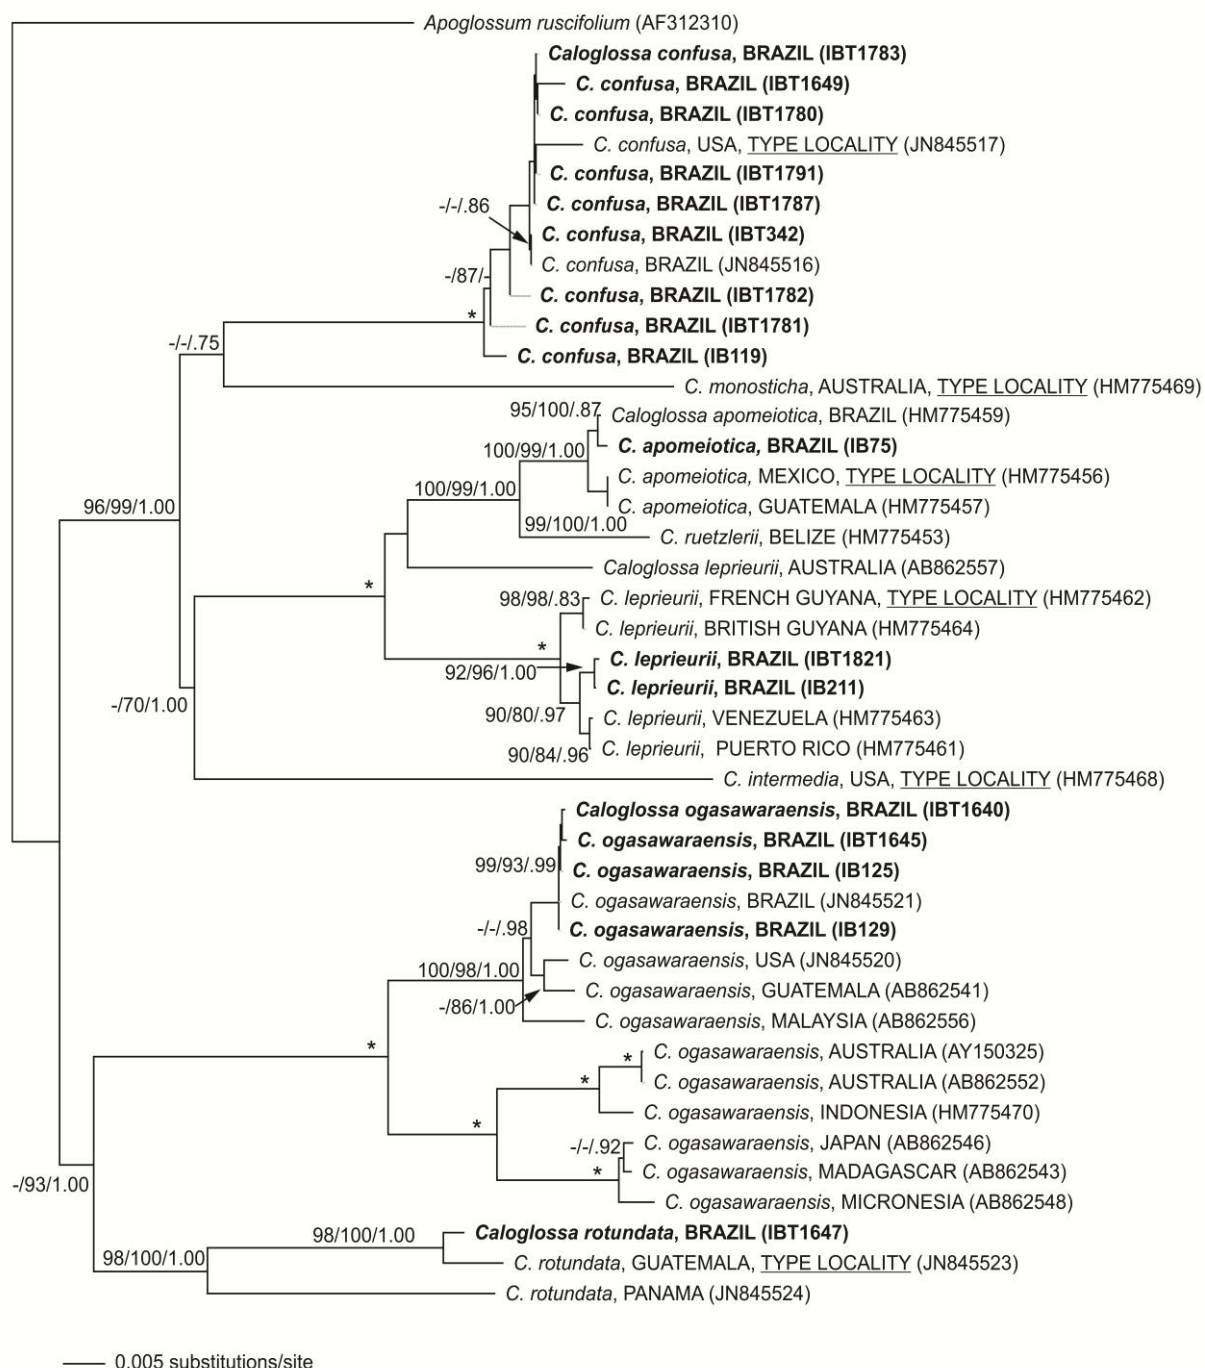 Apoglossum ruscifolium (AF312310)
Caloglossa confusa, BRAZIL (IBT1783)
C. confusa, BRAZIL (IBT1649)
C. confusa, BRAZIL (IBT1780)
C. confusa, USA, TYPE LOCALITY (JN845517)
C. confusa, BRAZIL (IBT1791)
-/-/.86
C. confusa, BRAZIL (IBT1787)
C. confusa, BRAZIL (IBT342)
C. confusa, BRAZIL (JN845516)
-/87/-
C. confusa, BRAZIL (IBT1782)
*
C. confusa, BRAZIL (IBT1781)
-/-/.75
C. confusa, BRAZIL (IB119)
C. monosticha, AUSTRALIA, TYPE LOCALITY (HM775469)
95/100/.87
Caloglossa apomeiotica, BRAZIL (HM775459)
C. apomeiotica, BRAZIL (IB75)
100/99/1.00
C. apomeiotica, MEXICO, TYPE LOCALITY (HM775456)
100/99/1.00
96/99/1.00
C. apomeiotica, GUATEMALA (HM775457)
99/100/1.00
C. ruetzlerii, BELIZE (HM775453)
Caloglossa leprieurii, AUSTRALIA (AB862557)
*
98/98/.83
C. leprieurii, FRENCH GUYANA, TYPE LOCALITY (HM775462)
C. leprieurii, BRITISH GUYANA (HM775464)
*
C. leprieurii, BRAZIL (IBT1821)
92/96/1.00
C. leprieurii, BRAZIL (IB211)
-/70/1.00
90/80/.97
C. leprieurii, VENEZUELA (HM775463)
90/84/.96
C. leprieurii, PUERTO RICO (HM775461)
C. intermedia, USA, TYPE LOCALITY (HM775468)
Caloglossa ogasawaraensis, BRAZIL (IBT1640)
C. ogasawaraensis, BRAZIL (IBT1645)
99/93/.99
C. ogasawaraensis, BRAZIL (IB125)
C. ogasawaraensis, BRAZIL (JN845521)
-/-/.98
C. ogasawaraensis, BRAZIL (IB129)
C. ogasawaraensis, USA (JN845520)
100/98/1.00
C. ogasawaraensis, GUATEMALA (AB862541)
-/86/1.00
C. ogasawaraensis, MALAYSIA (AB862556)
*
*
C. ogasawaraensis, AUSTRALIA (AY150325)
*
C. ogasawaraensis, AUSTRALIA (AB862552)
C. ogasawaraensis, INDONESIA (HM775470)
*
-/-/.92
C. ogasawaraensis, JAPAN (AB862546)
*
C. ogasawaraensis, MADAGASCAR (AB862543)
-/93/1.00
C. ogasawaraensis, MICRONESIA (AB862548)
98/100/1.00
Caloglossa rotundata, BRAZIL (IBT1647)
98/100/1.00
C. rotundata, GUATEMALA, TYPE LOCALITY (JN845523)
C. rotundata, PANAMA (JN845524)
0.005 substitutions/site